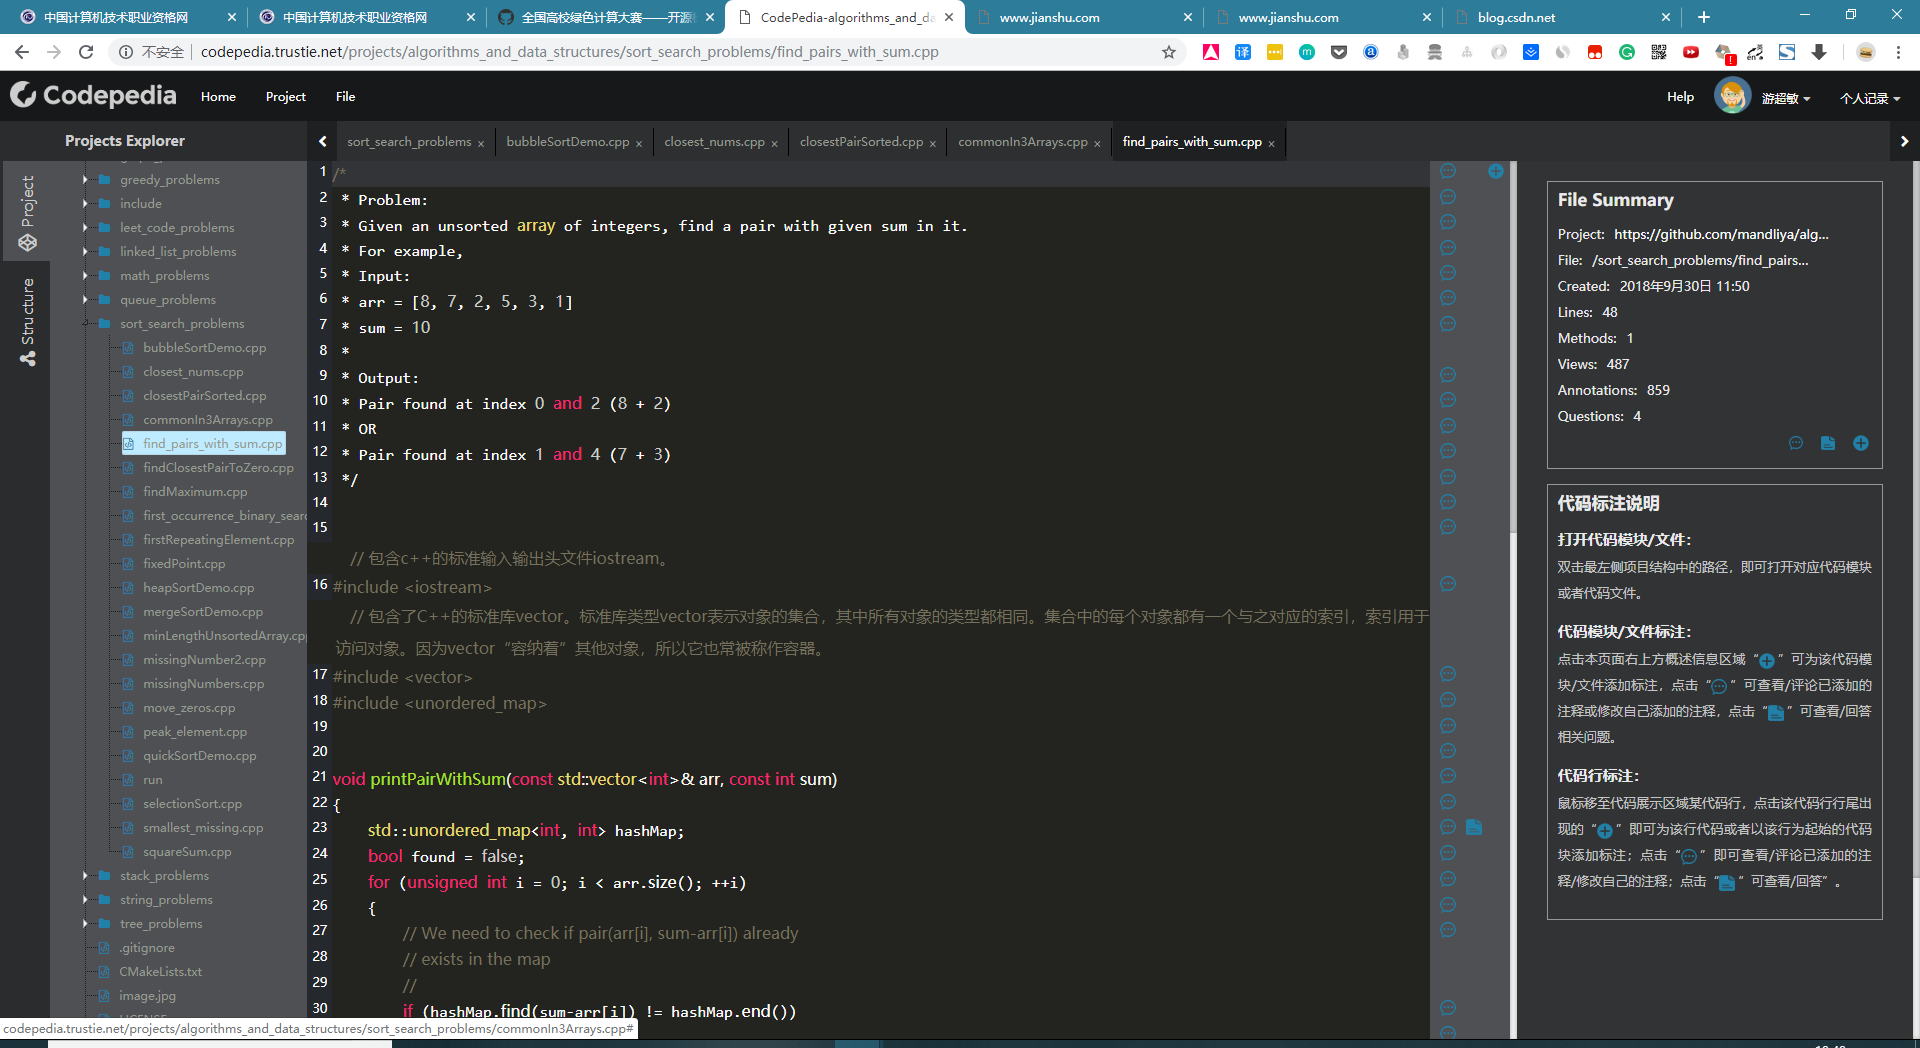 中国计算机技术职业资格网
中国计算机技术职业资格网
全国高校绿色计算大赛——开源
CodePedia-algorithms_and_da
www.jianshu.com
www.jianshu.com
blog.csdn.net
不安全
codepedia.trustie.net/projects/algorithms_and_data_structures/sort_search_problems/find_pairs_with_sum.cpp
Codepedia
Home
Project
File
Help
游超敏
个人记录
Projects Explorer
sort_search_problems ×
bubbleSortDemo.cpp ×
closest_nums.cpp ×
closestPairSorted.cpp ×
commonIn3Arrays.cpp ×
find_pairs_with_sum.cpp ×
Project
Structure
greedy_problems
include
leet_code_problems
linked_list_problems
math_problems
queue_problems
sort_search_problems
bubbleSortDemo.cpp
closest_nums.cpp
closestPairSorted.cpp
commonIn3Arrays.cpp
find_pairs_with_sum.cpp
findClosestPairToZero.cpp
findMaximum.cpp
first_occurrence_binary_searc
firstRepeatingElement.cpp
fixedPoint.cpp
heapSortDemo.cpp
mergeSortDemo.cpp
minLengthUnsortedArray.cpp
missingNumber2.cpp
missingNumbers.cpp
move_zeros.cpp
peak_element.cpp
quickSortDemo.cpp
run
selectionSort.cpp
smallest_missing.cpp
squareSum.cpp
stack_problems
string_problems
tree_problems
.gitignore
CMakeLists.txt
image.jpg
1 /*
2 * Problem:
3 * Given an unsorted array of integers, find a pair with given sum in it.
4 * For example,
5 * Input:
6 * arr = [8, 7, 2, 5, 3, 1]
7 * sum = 10
8 *
9 * Output:
10 * Pair found at index 0 and 2 (8 + 2)
11 * OR
12 * Pair found at index 1 and 4 (7 + 3)
13 */
14
15
// 包含c++的标准输入输出头文件iostream。
16 #include <iostream>
// 包含了C++的标准库vector。标准库类型vector表示对象的集合，其中所有对象的类型都相同。集合中的每个对象都有一个与之对应的索引，索引用于
访问对象。因为vector“容纳着”其他对象，所以它也常被称作容器。
17 #include <vector>
18 #include <unordered_map>
19
20
21 void printPairWithSum(const std::vector<int>& arr, const int sum)
22 {
23 std::unordered_map<int, int> hashMap;
24 bool found = false;
25 for (unsigned int i = 0; i < arr.size(); ++i)
26 {
27 // We need to check if pair(arr[i], sum-arr[i]) already
28 // exists in the map
29 //
30 if (hashMap.find(sum-arr[i]) != hashMap.end())
File Summary
Project: https://github.com/mandliya/alg...
File: /sort_search_problems/find_pairs...
Created: 2018年9月30日 11:50
Lines: 48
Methods: 1
Views: 487
Annotations: 859
Questions: 4
代码标注说明
打开代码模块/文件：
双击最左侧项目结构中的路径，即可打开对应代码模块
或者代码文件。
代码模块/文件标注：
点击本页面右上方概述信息区域“ ”可为该代码模
块/文件添加标注，点击“ ”可查看/评论已添加的
注释或修改自己添加的注释，点击“ ”可查看/回答
相关问题。
代码行标注：
鼠标移至代码展示区域某代码行，点击该代码行行尾出
现的“ ”即可为该行代码或者以该行为起始的代码
块添加标注；点击“ ”即可查看/评论已添加的注
释/修改自己的注释；点击“ ”可查看/回答”。
codepedia.trustie.net/projects/algorithms_and_data_structures/sort_search_problems/commonIn3Arrays.cpp#